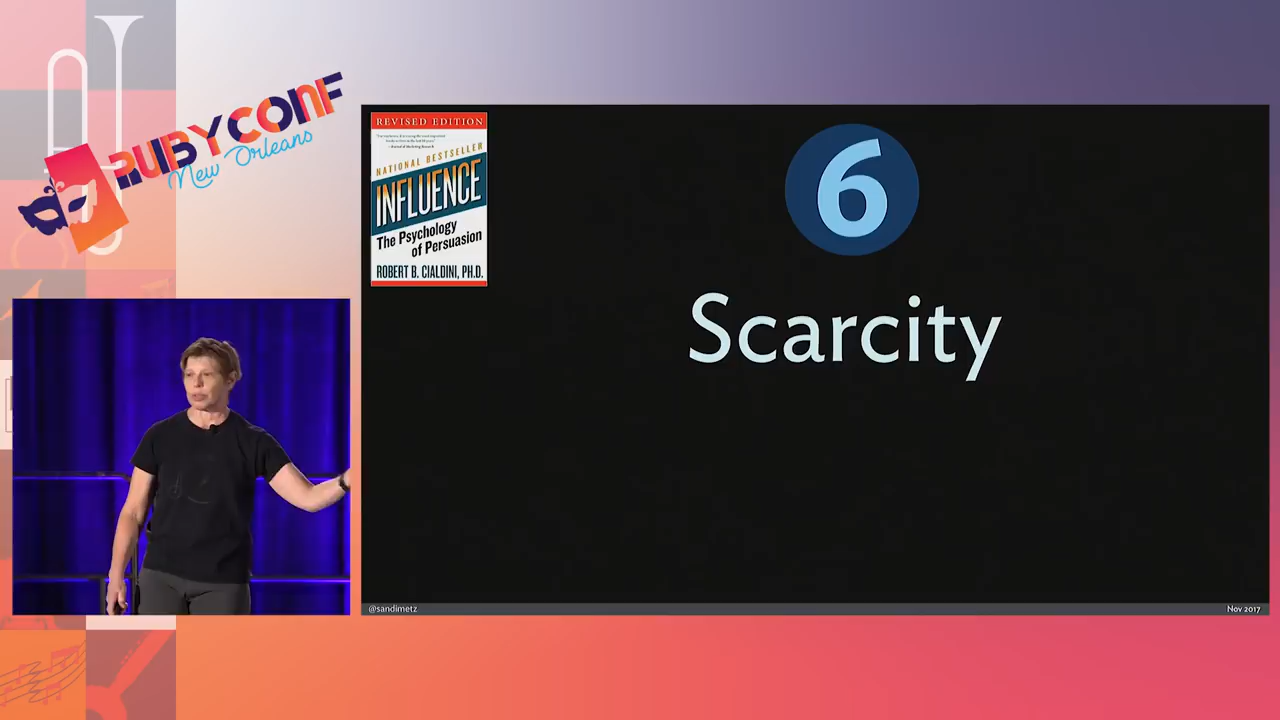 RUBYCONF
New Orleans
REVISED EDITION
NATIONAL BESTSELLER
INFLUENCE
The Psychology
of Persuasion
ROBERT B. CIALDINI, PH.D.
6
Scarcity
@sandimetz
Nov 2017